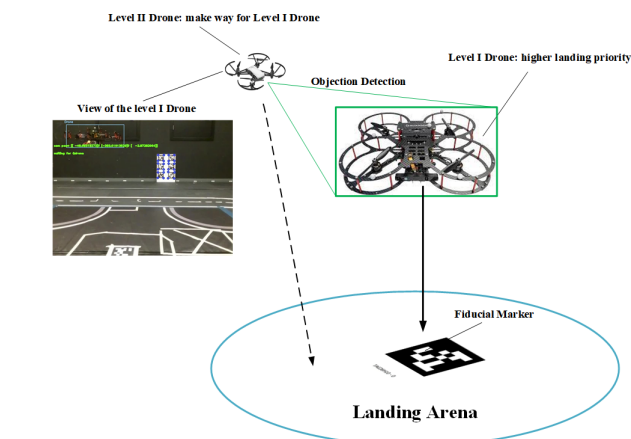 Level II Drone: make way for Level I Drone
Level I Drone: higher landing priority
Objection Detection
View of the level I Drone
Fiducial Marker
Landing Arena